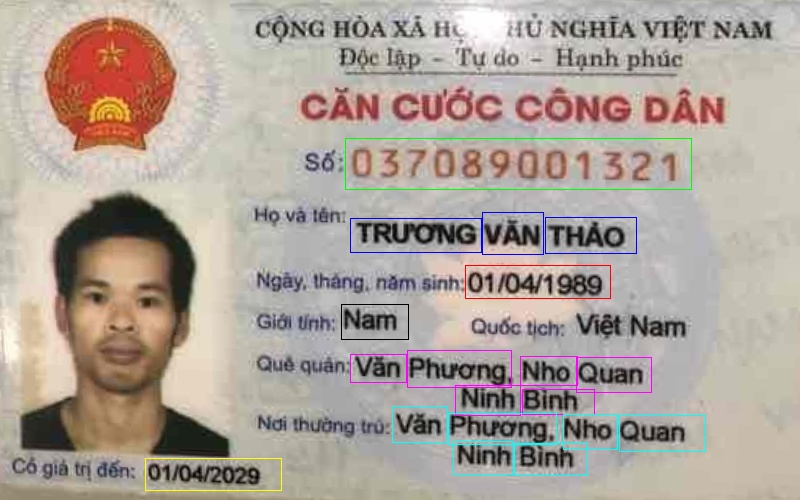 CỘNG HÒA XÃ HỘI CHỦ NGHĨA VIỆT NAM
Độc lập - Tự do - Hạnh phúc
CĂN CƯỚC CÔNG DÂN
Số: 037089001321
Họ và tên: TRƯƠNG VĂN THẢO
Ngày, tháng, năm sinh: 01/04/1989
Giới tính: Nam Quốc tịch: Việt Nam
Quê quán: Văn Phương, Nho Quan
Ninh Bình
Nơi thường trú: Văn Phương, Nho Quan
Ninh Bình
Có giá trị đến: 01/04/2029